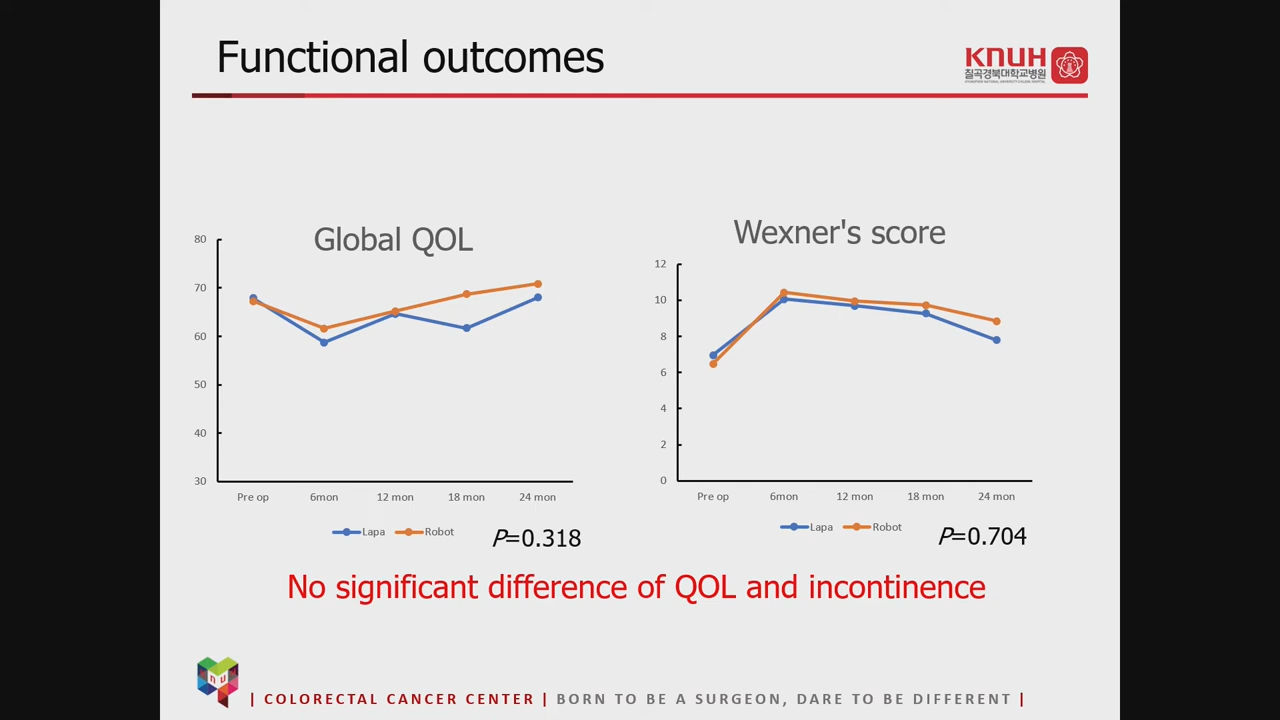 Functional outcomes
KNUH
칠곡경북대학교병원
Global QOL
80
70
60
50
40
30
Pre op 6mon 12 mon 18 mon 24 mon
Lapa Robot
P=0.318
Wexner's score
12
10
8
6
4
2
0
Pre op 6mon 12 mon 18 mon 24 mon
Lapa Robot
P=0.704
No significant difference of QOL and incontinence
| COLORECTAL CANCER CENTER | BORN TO BE A SURGEON, DARE TO BE DIFFERENT |